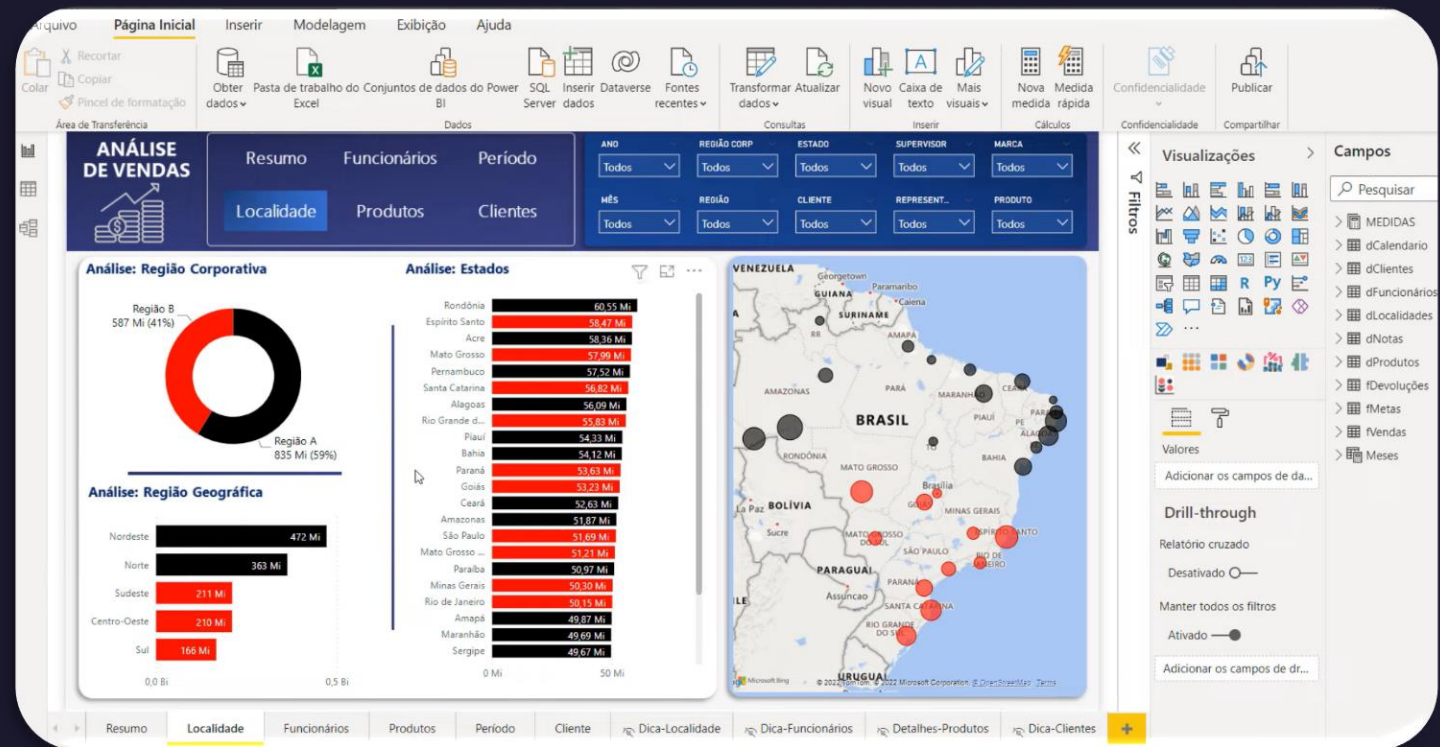 Arquivo Página Inicial Inserir Modelagem Exibição Ajuda
Colar
Recortar
Copiar
Pincel de formatação
Área de Transferência
Obter dados
Pasta de trabalho do Excel
Conjuntos de dados do Power BI
SQL Server
Inserir dados
Dataverse
Fontes recentes
Dados
Transformar dados
Atualizar
Consultas
Novo visual
Caixa de texto
Mais visuais
Inserir
Nova medida
Medida rápida
Cálculos
Confidencialidade
Confidencialidade
Publicar
Compartilhar
ANÁLISE
DE VENDAS
Resumo Funcionários Período
Localidade Produtos Clientes
ANO REGIÃO CORP ESTADO SUPERVISOR MARCA
Todos Todos Todos Todos Todos
MÊS REGIÃO CLIENTE REPRESENT... PRODUTO
Todos Todos Todos Todos Todos
Análise: Região Corporativa
Região B
587 Mi (41%)
Região A
835 Mi (59%)
Análise: Região Geográfica
Nordeste 472 Mi
Norte 363 Mi
Sudeste 211 Mi
Centro-Oeste 210 Mi
Sul 166 Mi
0,0 Bi 0,5 Bi
Análise: Estados
Rondônia 60,55 Mi
Espírito Santo 58,47 Mi
Acre 58,36 Mi
Mato Grosso 57,99 Mi
Pernambuco 57,52 Mi
Santa Catarina 56,82 Mi
Alagoas 56,09 Mi
Rio Grande d... 55,83 Mi
Piauí 54,33 Mi
Bahia 54,12 Mi
Paraná 53,63 Mi
Goiás 53,23 Mi
Ceará 52,63 Mi
Amazonas 51,87 Mi
São Paulo 51,69 Mi
Mato Grosso ... 51,21 Mi
Paraíba 50,97 Mi
Minas Gerais 50,30 Mi
Rio de Janeiro 50,15 Mi
Amapá 49,87 Mi
Maranhão 49,69 Mi
Sergipe 49,67 Mi
0 Mi 50 Mi
VENEZUELA
Georgetown
Paramaribo
GUIANA
Caiena
SURINAME
RR
AMAPÁ
AMAZONAS
PARÁ
MARANHÃO
CEARÁ
BRASIL
PIAUÍ
PE
ALAGOAS
TO
RONDÔNIA
BAHIA
MATO GROSSO
Brasília
GOIÁS
La Paz
BOLÍVIA
MINAS GERAIS
Sucre
MATO GROSSO
DO SUL
ESPÍRITO SANTO
SÃO PAULO
RIO DE
JANEIRO
PARAGUAI
PARANÁ
Assuncao
SANTA CATARINA
RIO GRANDE
DO SUL
URUGUAI
Microsoft Bing
© 2022 TomTom, © 2022 Microsoft Corporation, © OpenStreetMap Terms
Filtros
Visualizações
R Py
Valores
Adicionar os campos de da...
Drill-through
Relatório cruzado
Desativado
Manter todos os filtros
Ativado
Adicionar os campos de dr...
Campos
Pesquisar
MEDIDAS
dCalendario
dClientes
dFuncionários
dLocalidades
dNotas
dProdutos
fDevoluções
fMetas
fVendas
Meses
Resumo Localidade Funcionários Produtos Período Cliente Dica-Localidade Dica-Funcionários Detalhes-Produtos Dica-Clientes